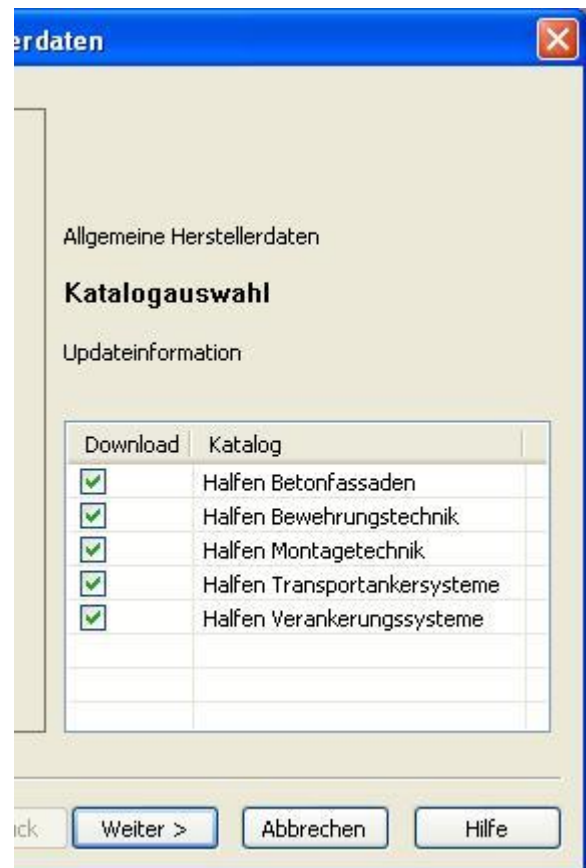 erdaten
Allgemeine Herstellerdaten
Katalogauswahl
Updateinformation
Download Katalog
Halfen Betonfassaden
Halfen Bewehrungstechnik
Halfen Montagetechnik
Halfen Transportankersysteme
Halfen Verankerungssysteme
ück Weiter > Abbrechen Hilfe